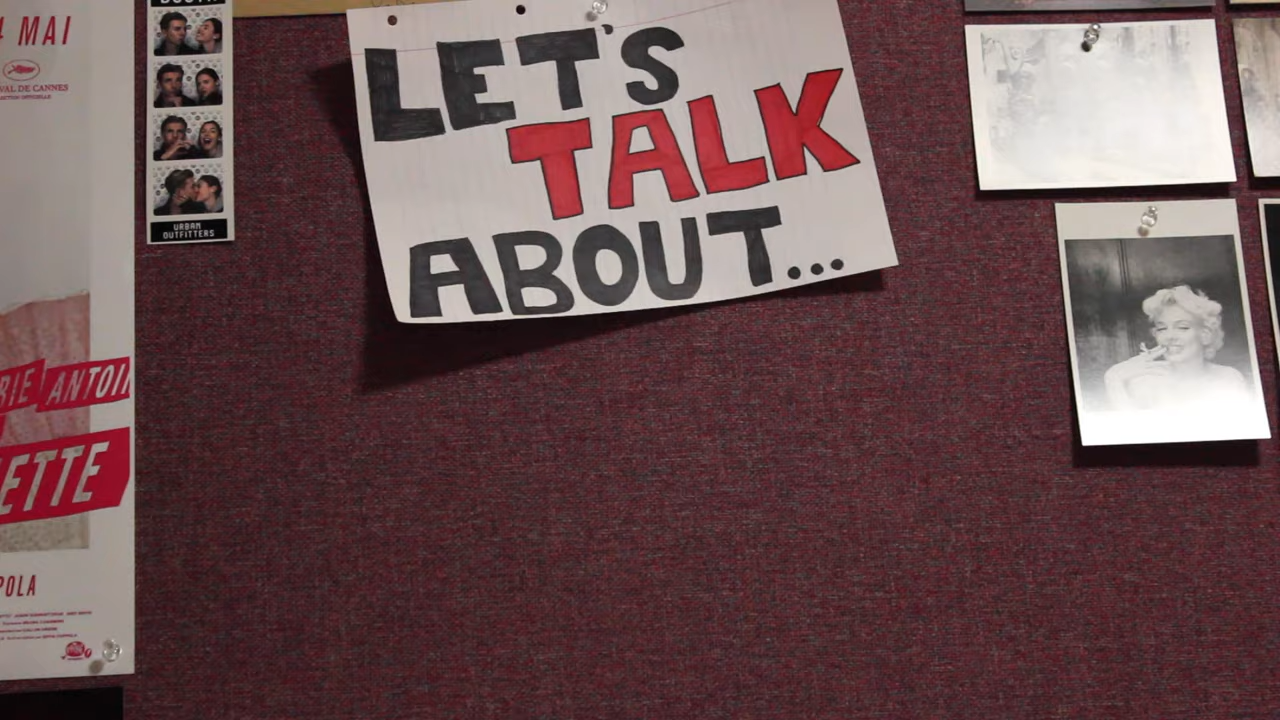 4 MAI
VAL DE CANNES
URBAN
OUTFITTERS
LET'S
TALK
ABOUT...
RIE ANTOI
ETTE
POLA